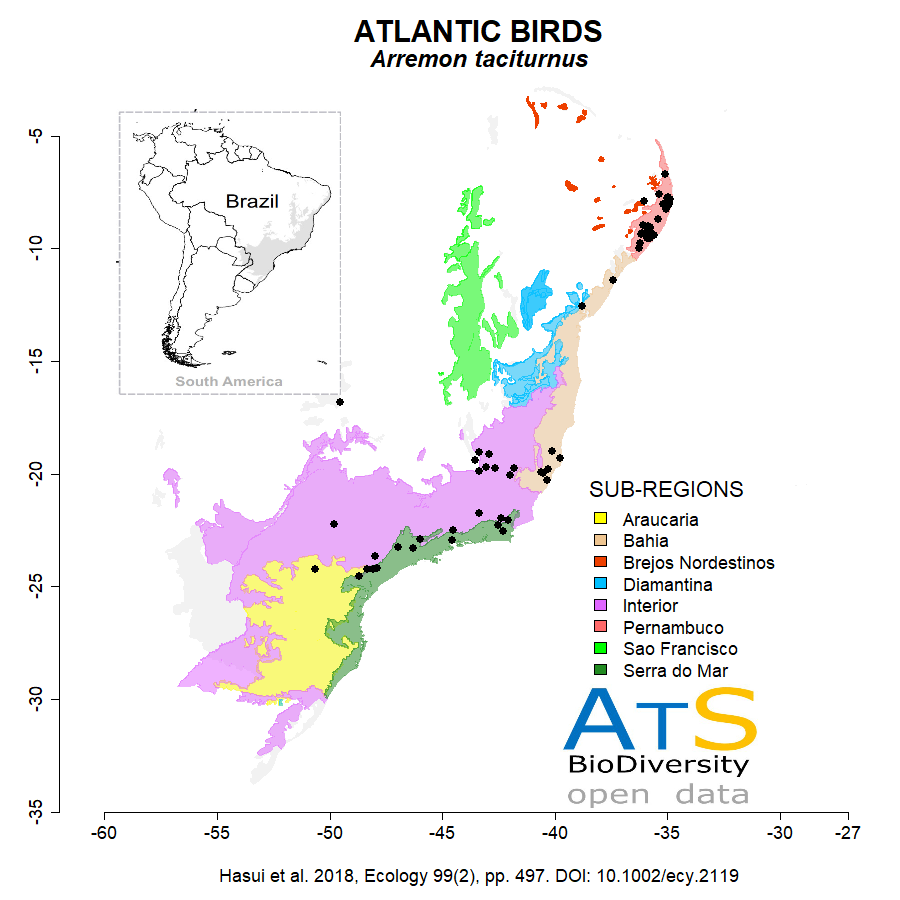 ATLANTIC BIRDS
Arremon taciturnus
-5
-10
-15
-20
-25
-30
-35
Brazil
South America
SUB-REGIONS
Araucaria
Bahia
Brejos Nordestinos
Diamantina
Interior
Pernambuco
Sao Francisco
Serra do Mar
ATS
BioDiversity
open data
-60 -55 -50 -45 -40 -35 -30 -27
Hasui et al. 2018, Ecology 99(2), pp. 497. DOI: 10.1002/ecy.2119